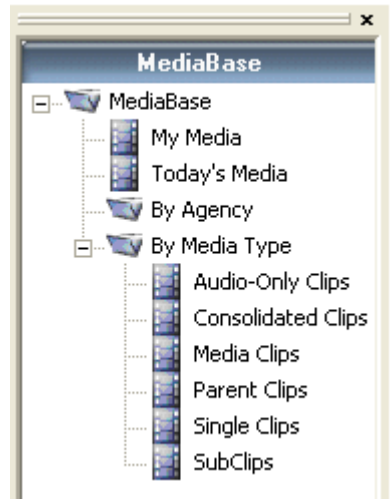 MediaBase
MediaBase
My Media
Today's Media
By Agency
By Media Type
Audio-Only Clips
Consolidated Clips
Media Clips
Parent Clips
Single Clips
SubClips